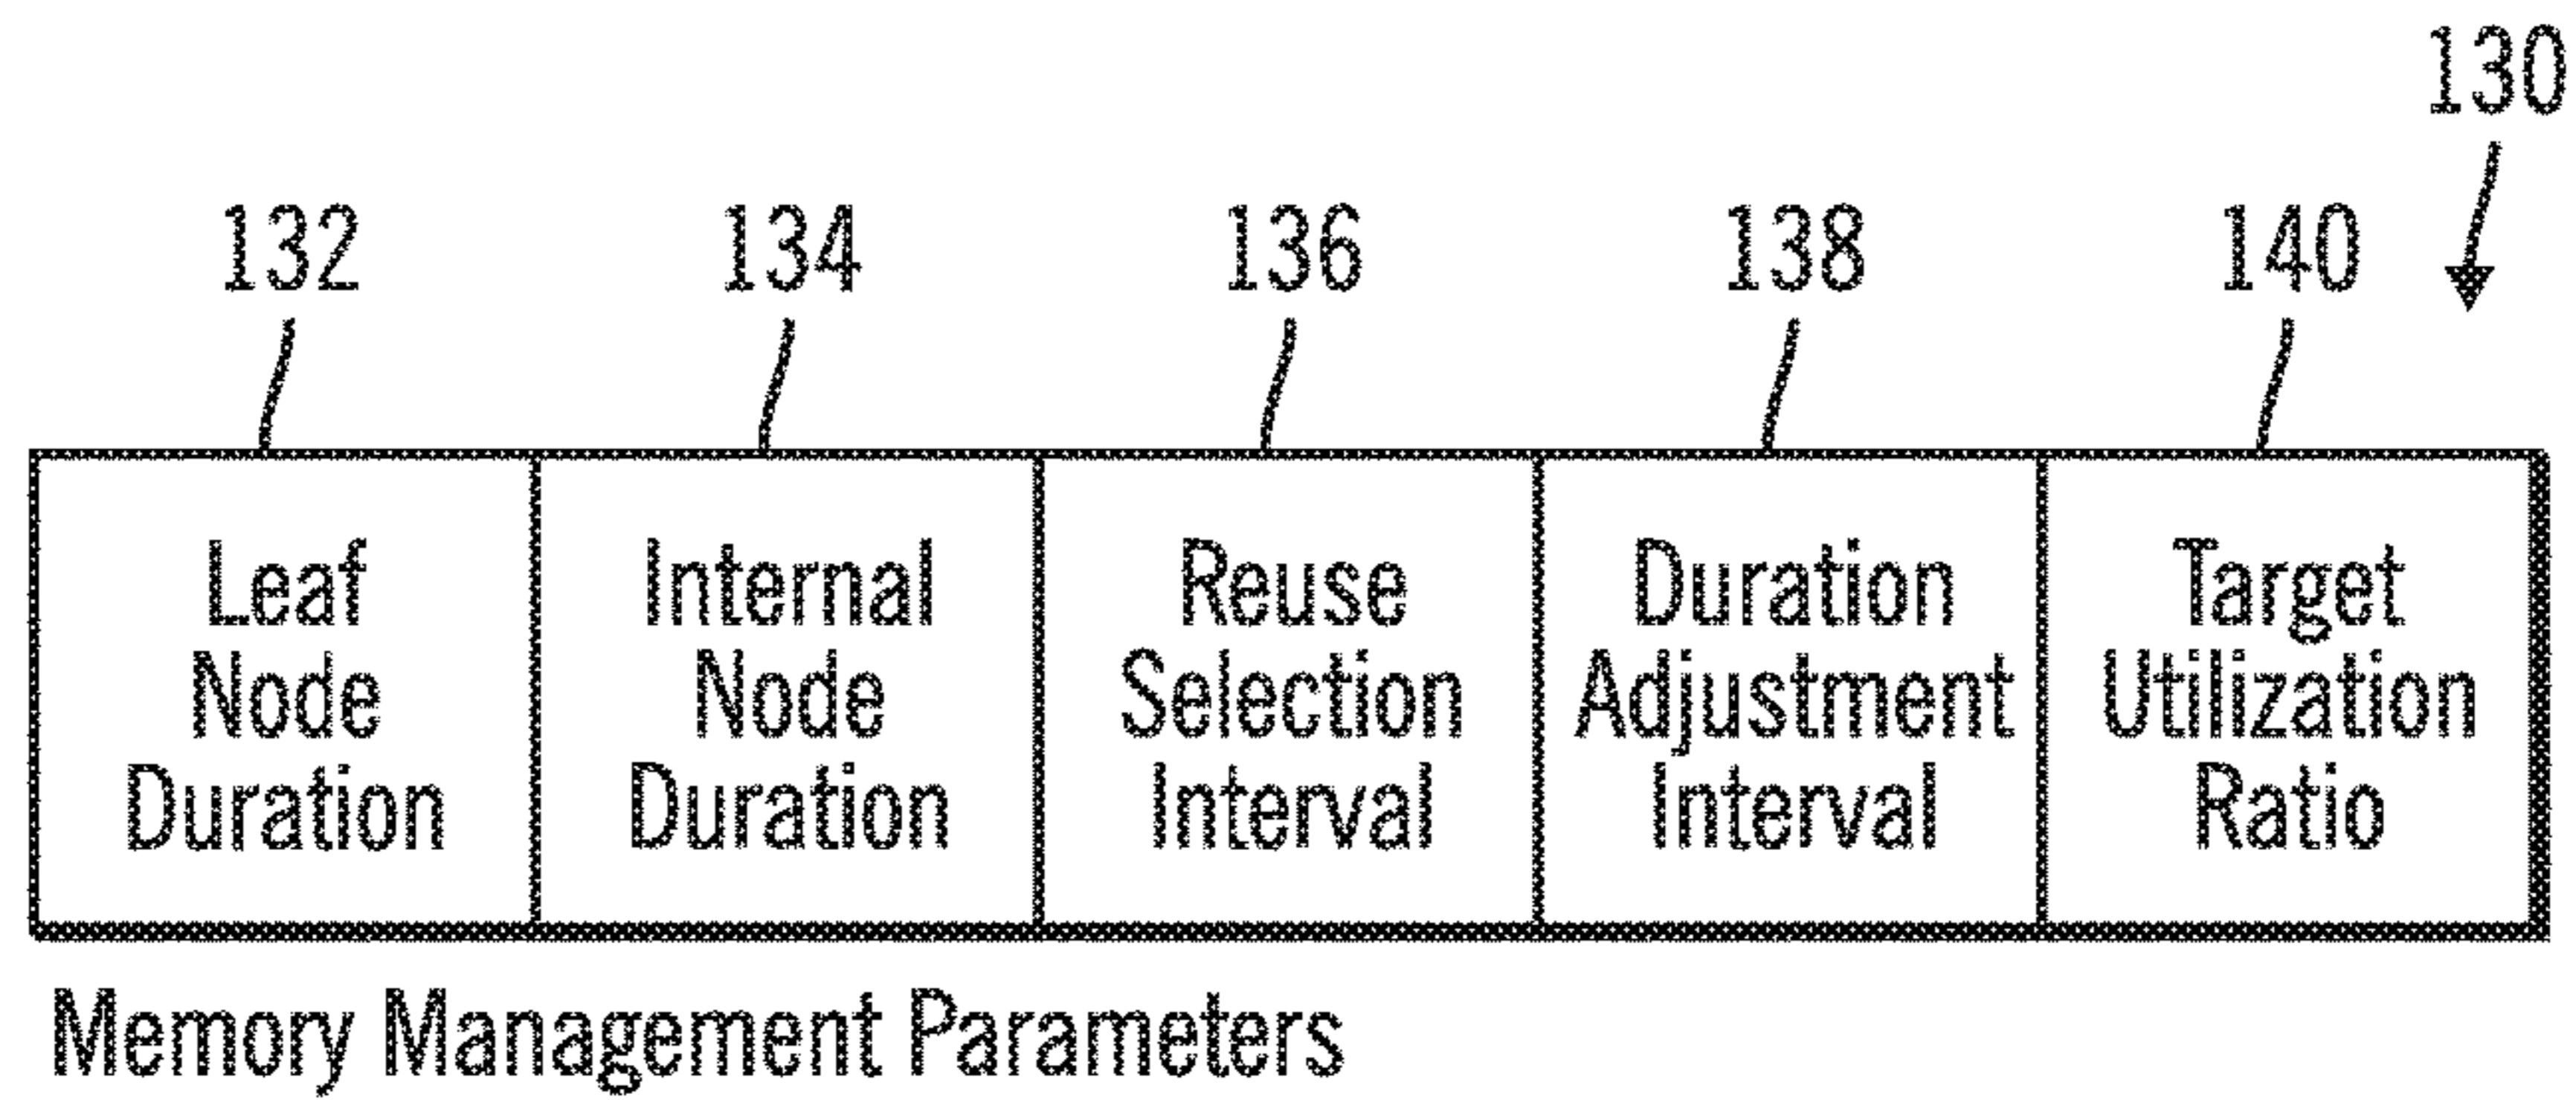 130
132
134
136
138
140
Leaf
Node
Duration
Internal
Node
Duration
Reuse
Selection
Interval
Duration
Adjustment
Interval
Target
Utilization
Ratio
Memory Management Parameters